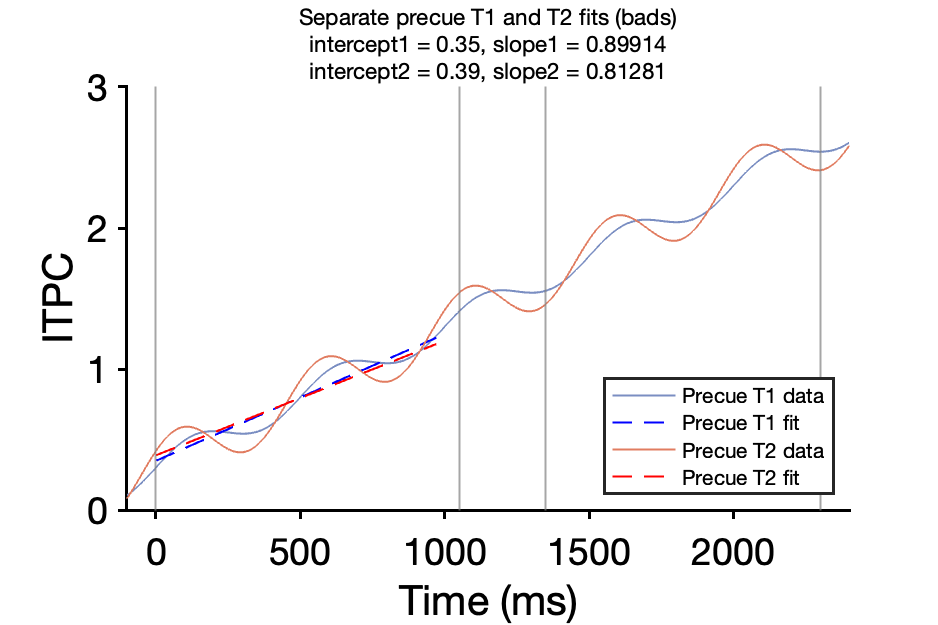 Separate precue T1 and T2 fits (bads)
intercept1 = 0.35, slope1 = 0.89914
intercept2 = 0.39, slope2 = 0.81281
3
2
1
0
ITPC
0 500 1000 1500 2000
Time (ms)
Precue T1 data
Precue T1 fit
Precue T2 data
Precue T2 fit